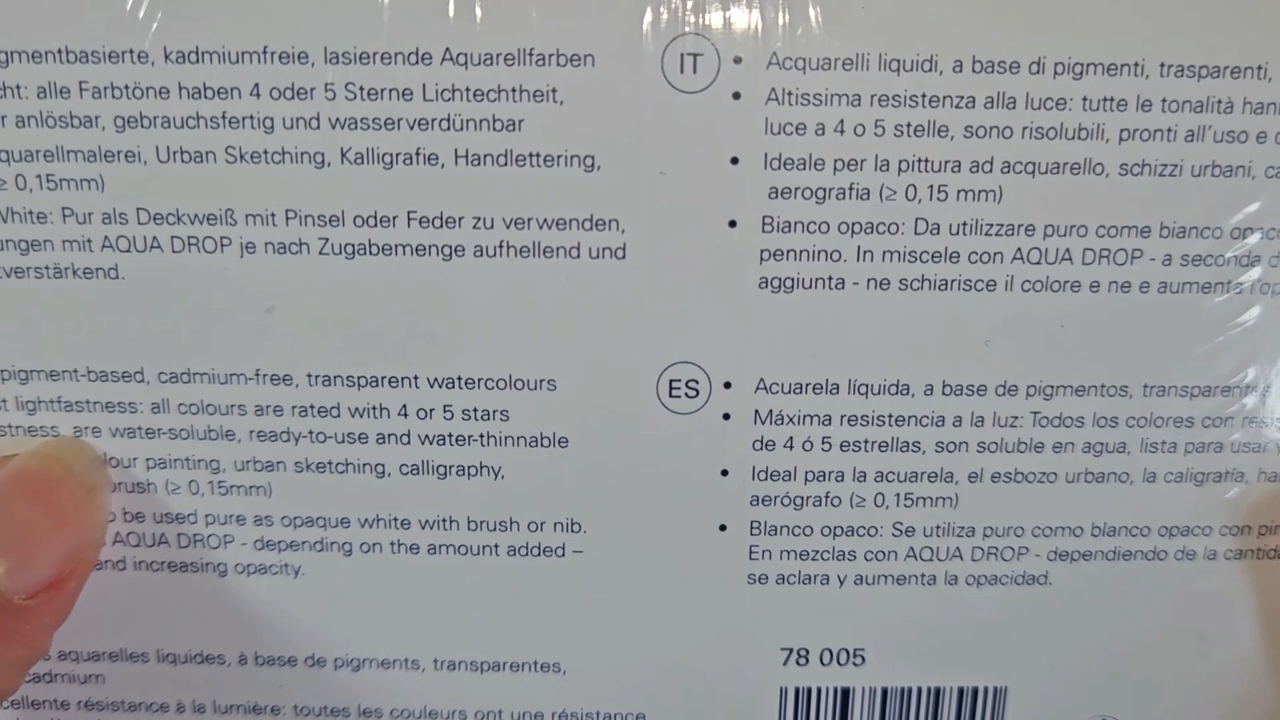 gmentbasierte, kadmiumfreie, lasierende Aquarellfarben
ht: alle Farbtöne haben 4 oder 5 Sterne Lichtechtheit,
r anlösbar, gebrauchsfertig und wasserverdünnbar
quarellmalerei, Urban Sketching, Kalligrafie, Handlettering,
≥ 0,15mm)
White: Pur als Deckweiß mit Pinsel oder Feder zu verwenden,
ungen mit AQUA DROP je nach Zugabemenge aufhellend und
verstärkend.
IT
• Acquarelli liquidi, a base di pigmenti, trasparenti,
• Altissima resistenza alla luce: tutte le tonalità han
luce a 4 o 5 stelle, sono risolubili, pronti all'uso e
• Ideale per la pittura ad acquarello, schizzi urbani, ca
aerografia (≥ 0,15 mm)
• Bianco opaco: Da utilizzare puro come bianco opaco
pennino. In miscele con AQUA DROP - a seconda d
aggiunta - ne schiarisce il colore e ne e aumenta l'op
pigment-based, cadmium-free, transparent watercolours
t lightfastness: all colours are rated with 4 or 5 stars
stness, are water-soluble, ready-to-use and water-thinnable
lour painting, urban sketching, calligraphy,
brush (≥ 0,15mm)
o be used pure as opaque white with brush or nib.
AQUA DROP - depending on the amount added –
and increasing opacity.
ES
• Acuarela líquida, a base de pigmentos, transparentes
• Máxima resistencia a la luz: Todos los colores con resis
de 4 ó 5 estrellas, son soluble en agua, lista para usar y
• Ideal para la acuarela, el esbozo urbano, la caligrafía, ha
aerógrafo (≥ 0,15mm)
• Blanco opaco: Se utiliza puro como blanco opaco con pin
En mezclas con AQUA DROP - dependiendo de la cantida
se aclara y aumenta la opacidad.
s aquarelles liquides, à base de pigments, transparentes,
cadmium
cellente résistance à la lumière: toutes les couleurs ont une résistance
78 005